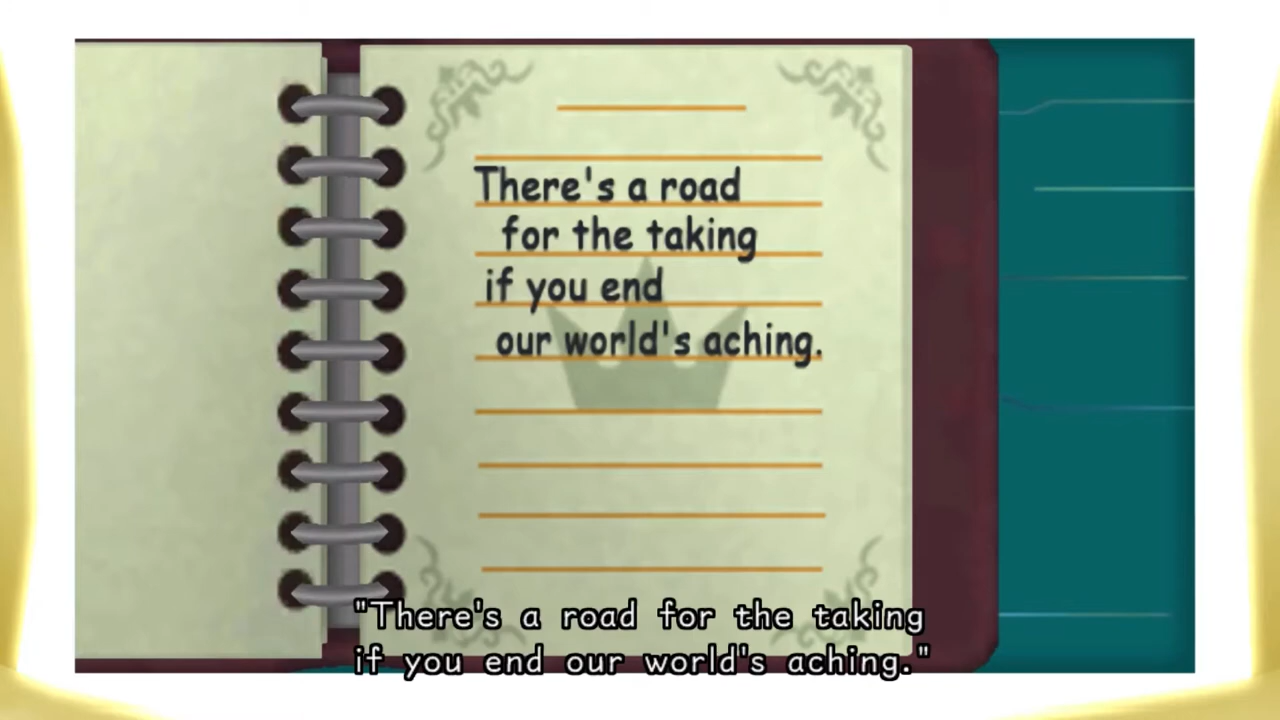 There's a road
for the taking
if you end
our world's aching.
"There's a road for the taking
if you end our world's aching."